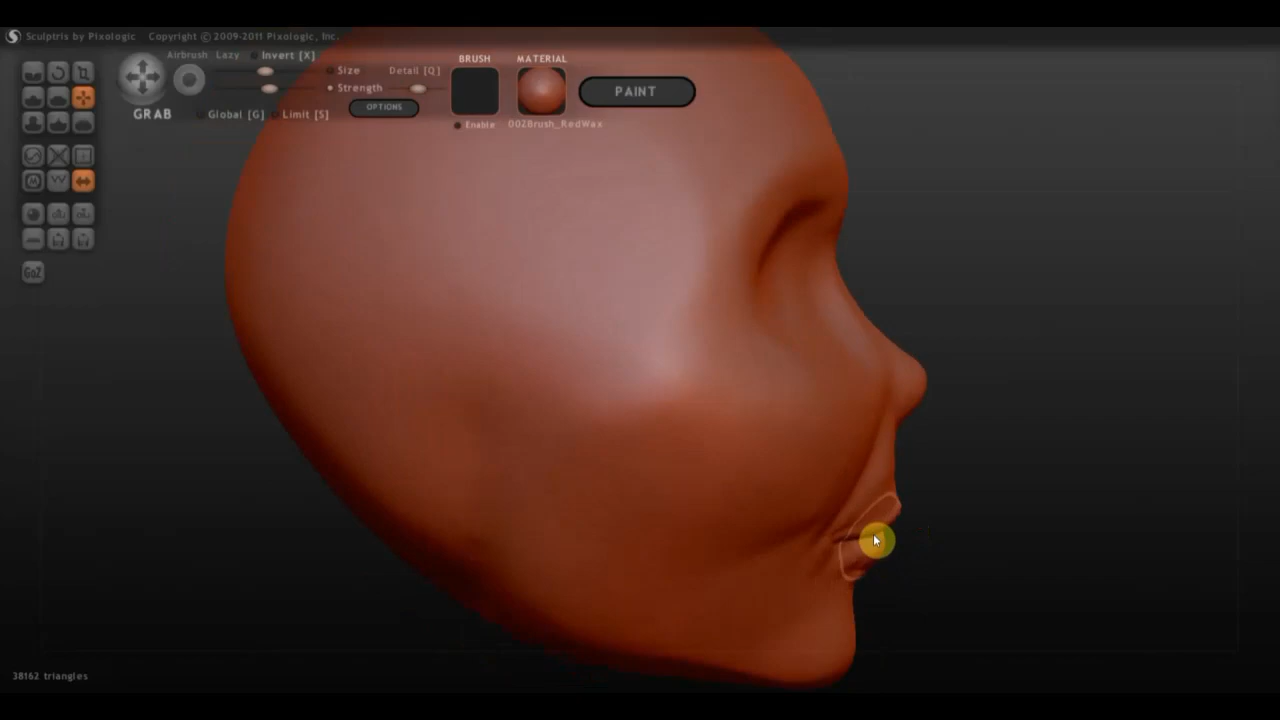 Sculptris by Pixologic Copyright © 2009-2011 Pixologic, Inc.
Airbrush Lazy Invert [X]
Size Detail [Q]
Strength
OPTIONS
GRAB
Global [G] Limit [S]
BRUSH
Enable
MATERIAL
002Brush_RedWax
PAINT
GoZ
38162 triangles